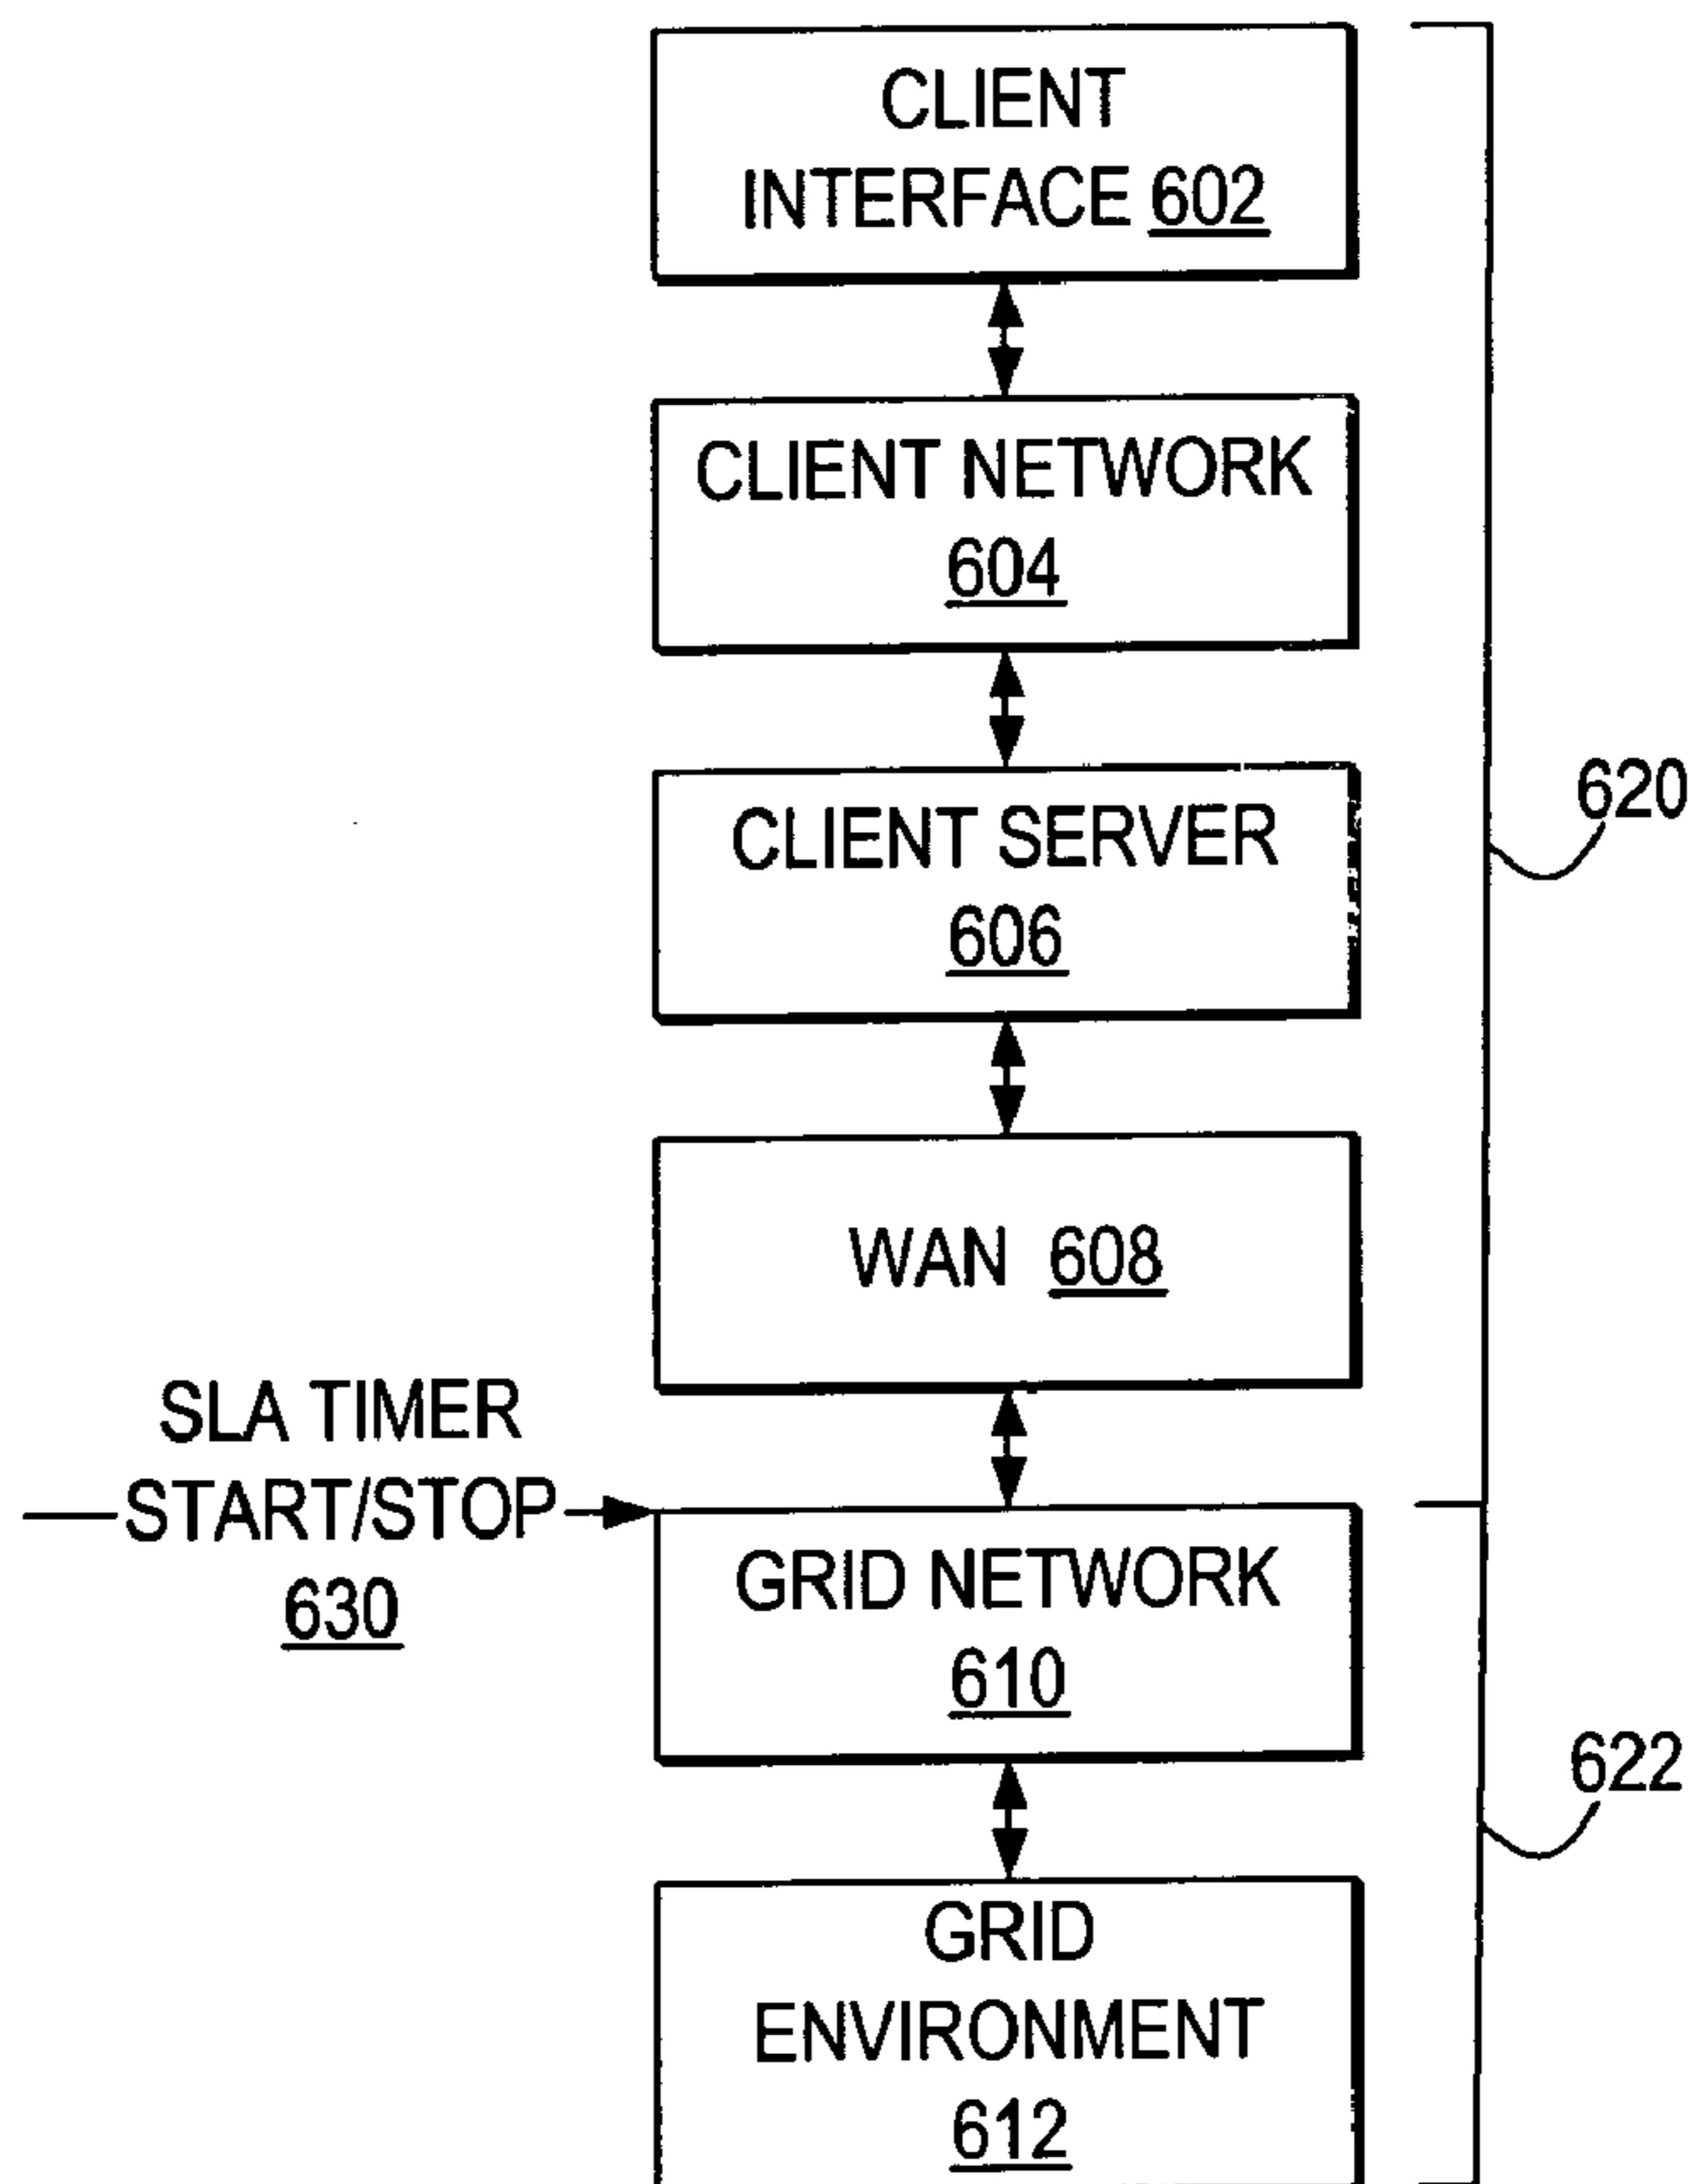 CLIENT
INTERFACE 602
CLIENT NETWORK
604
CLIENT SERVER
606
620
WAN 608
SLA TIMER
START/STOP
630
GRID NETWORK
610
622
GRID
ENVIRONMENT
612